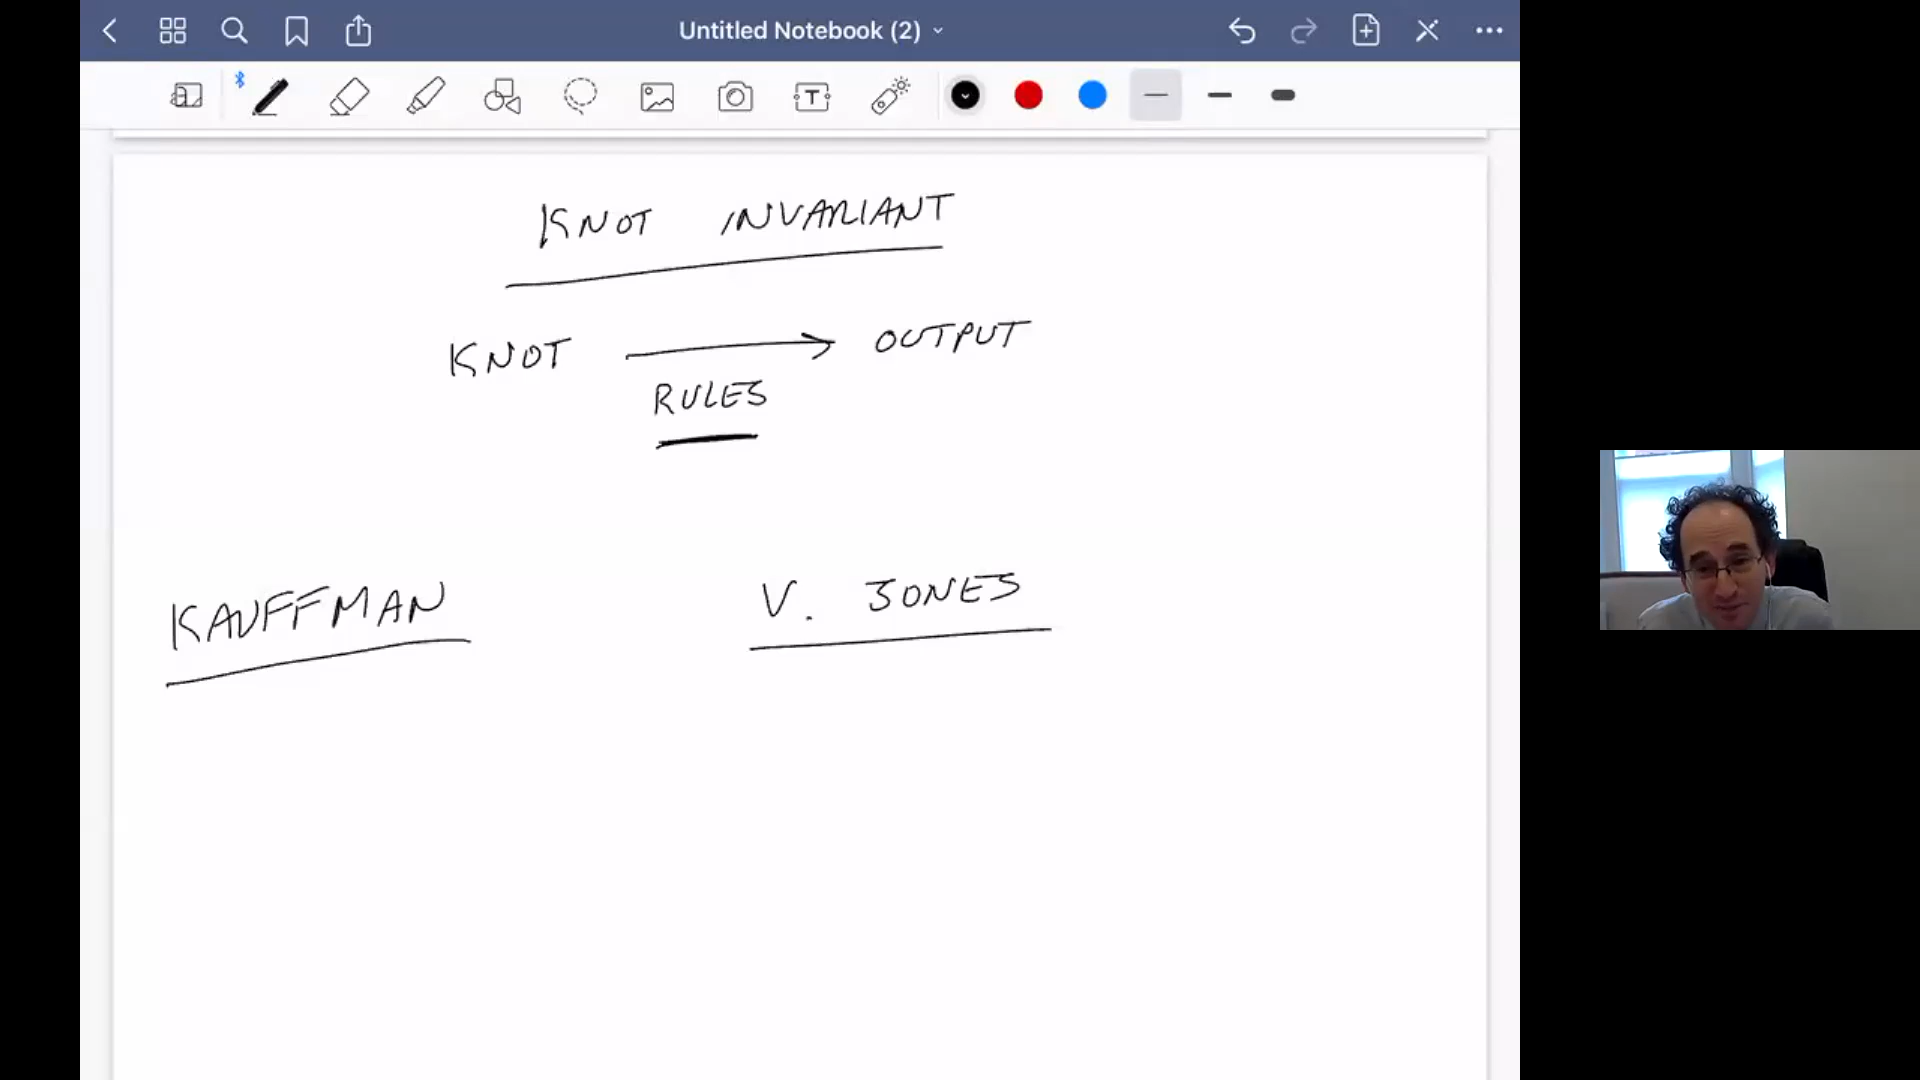 Untitled Notebook (2)
T
KNOT INVARIANT
KNOT → OUTPUT
RULES
KAUFFMAN V. JONES